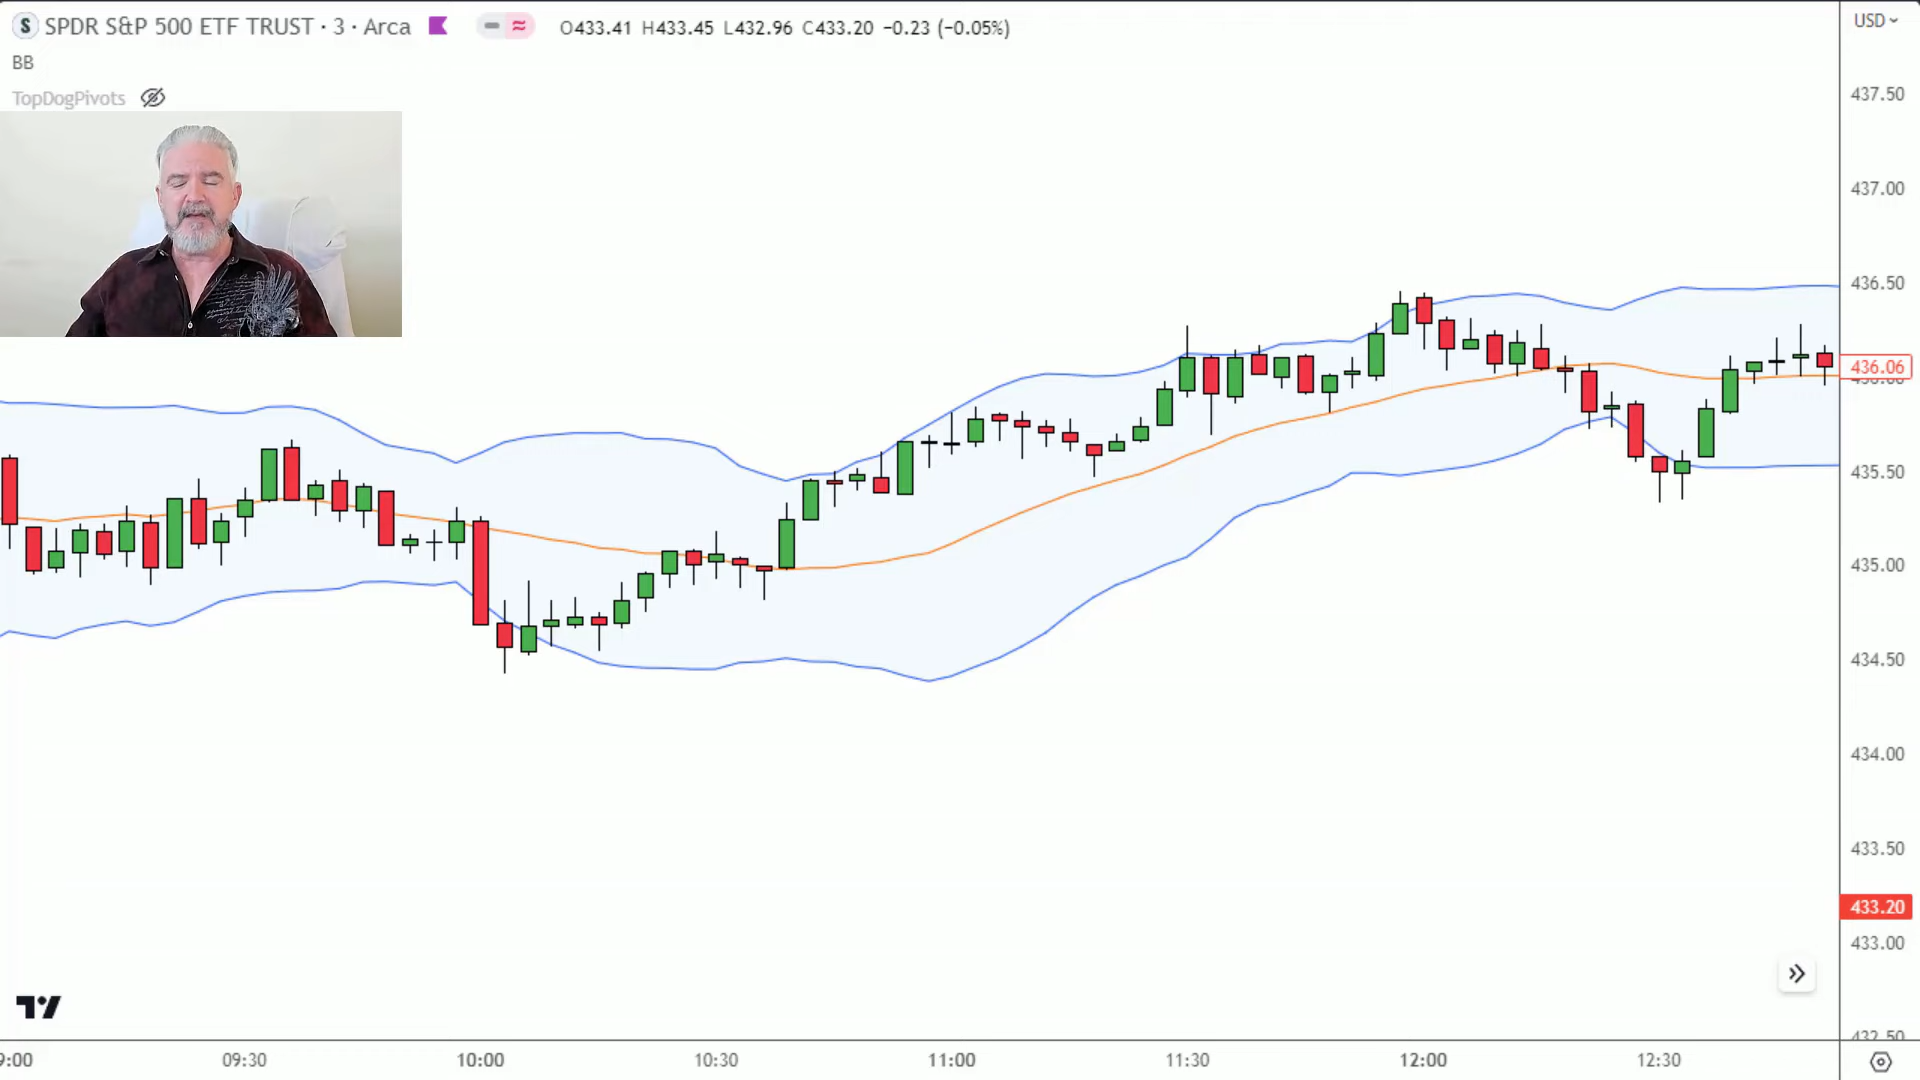 S SPDR S&P 500 ETF TRUST · 3 · Arca O433.41 H433.45 L432.96 C433.20 −0.23 (−0.05%)
USD
BB
TopDogPivots
437.50
437.00
436.50
436.06
435.50
435.00
434.50
434.00
433.50
433.20
433.00
432.50
9:00 09:30 10:00 10:30 11:00 11:30 12:00 12:30